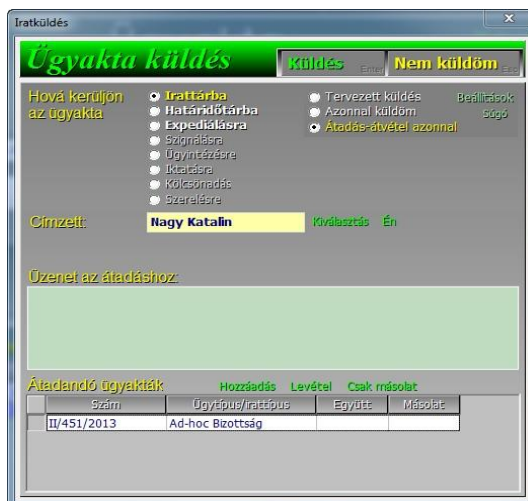 Iratküldés
Ügyakta küldés
Küldés Enter Nem küldöm Esc
Hová kerüljön az ügyakta
Irattárba
Határidőtárba
Expediálásra
Szignálásra
Ügyintézésre
Iktatásra
Kölcsönadás
Szerelésre
Tervezett küldés
Azonnal küldöm
Átadás-átvétel azonnal
Beállítások
Súgó
Címzett: Nagy Katalin Kiválasztás Én
Üzenet az átadáshoz:
Átadandó ügyakták Hozzáadás Levétel Csak másolat
Szám Ügytípus/irattípus Együtt Másolat
II/451/2013 Ad-hoc Bizottság